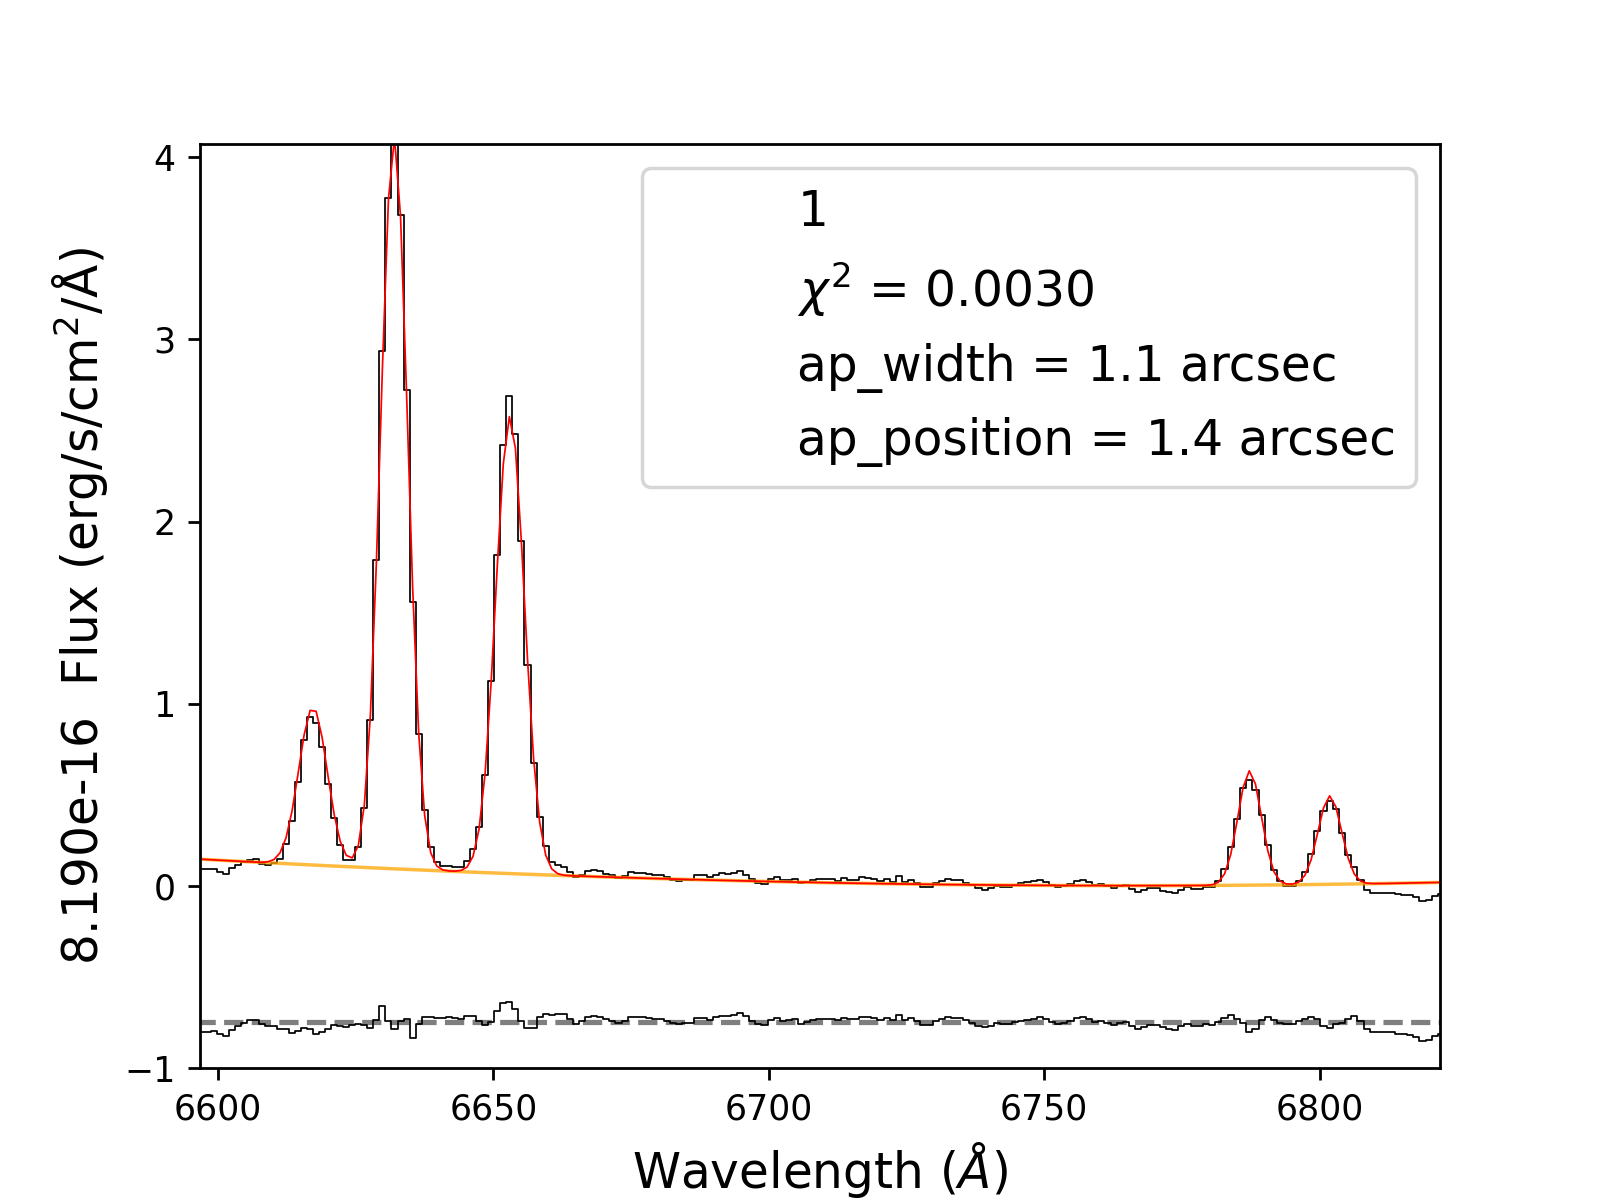 1
χ² = 0.0030
ap_width = 1.1 arcsec
ap_position = 1.4 arcsec
8.190e-16 Flux (erg/s/cm²/Å)
4
3
2
1
0
−1
6600 6650 6700 6750 6800
Wavelength (Å)